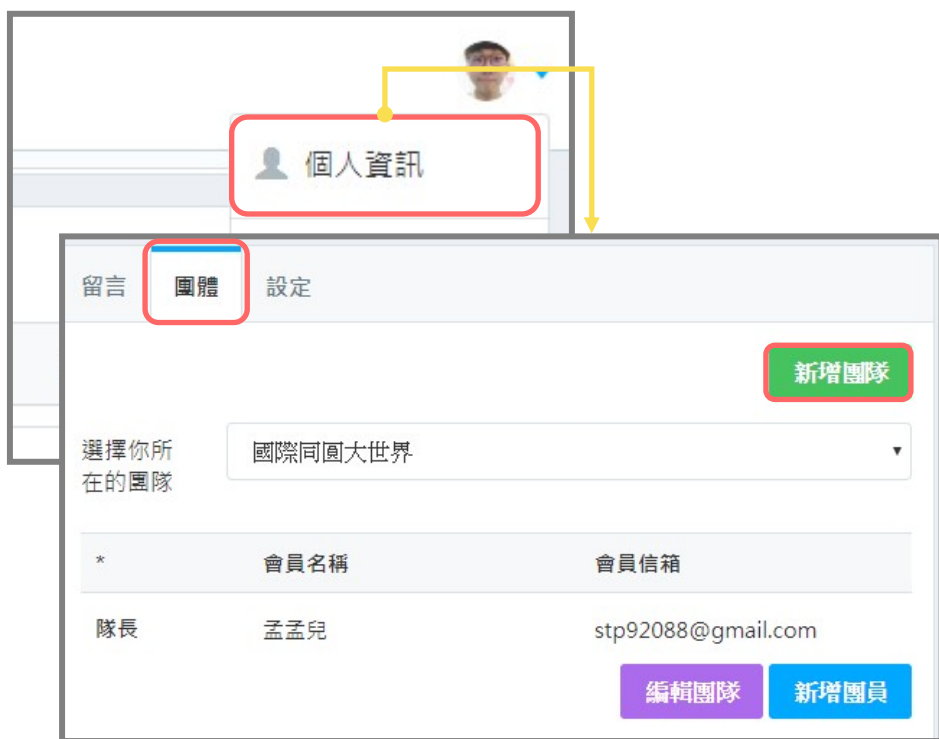 個人資訊
留言 團體 設定
新增團隊
選擇你所
在的團隊
國際同圓大世界
* 會員名稱 會員信箱
隊長 孟孟兒 stp92088@gmail.com
編輯團隊 新增團員